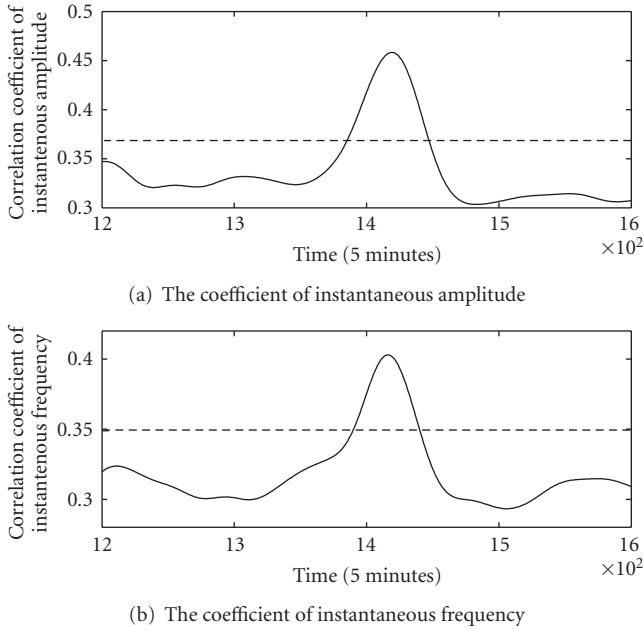 Correlation coefficient of
instantenous amplitude
0.5
0.45
0.4
0.35
0.3
12
13
14
15
16
×10²
Time (5 minutes)
(a) The coefficient of instantaneous amplitude
Correlation coefficient of
instantenous frequency
0.4
0.35
0.3
12
13
14
15
16
×10²
Time (5 minutes)
(b) The coefficient of instantaneous frequency